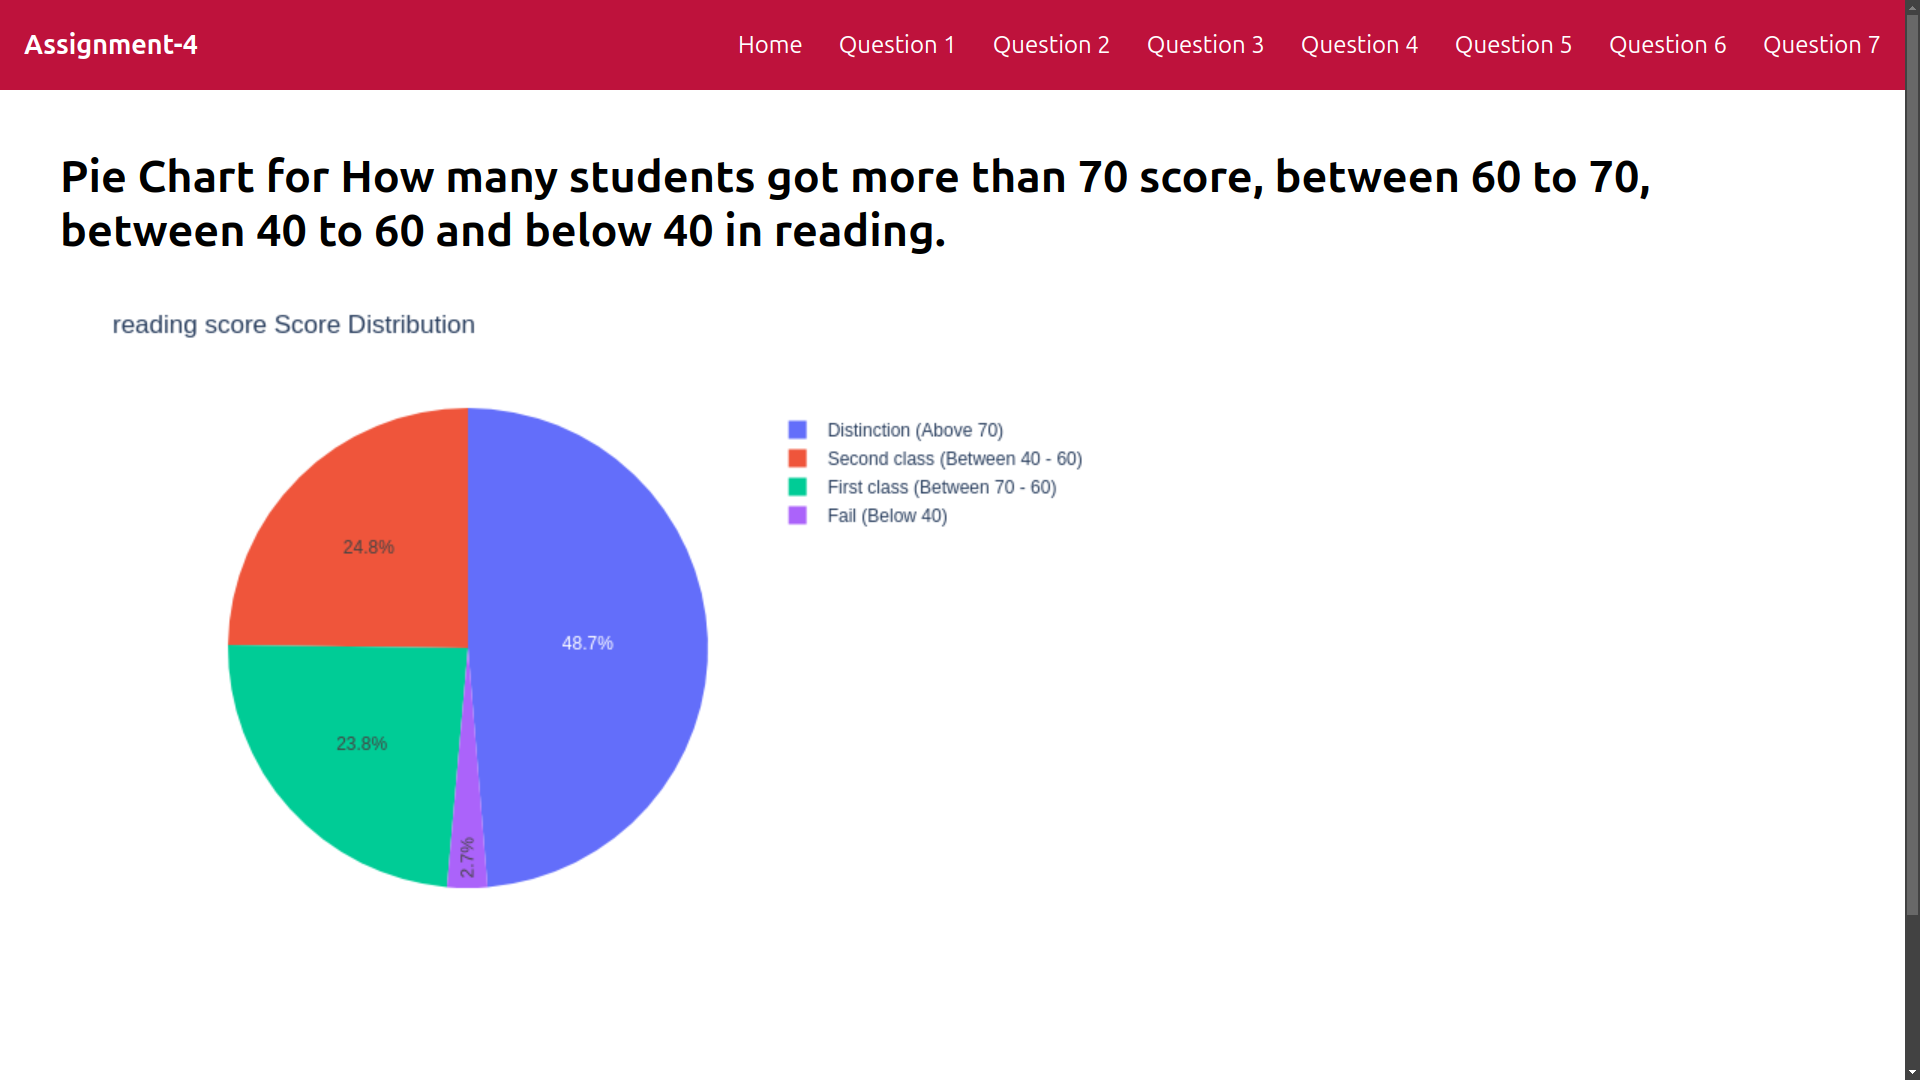 Assignment-4
Home
Question 1
Question 2
Question 3
Question 4
Question 5
Question 6
Question 7
Pie Chart for How many students got more than 70 score, between 60 to 70,
between 40 to 60 and below 40 in reading.
reading score Score Distribution
Distinction (Above 70)
Second class (Between 40 - 60)
First class (Between 70 - 60)
Fail (Below 40)
24.8%
48.7%
23.8%
2.7%